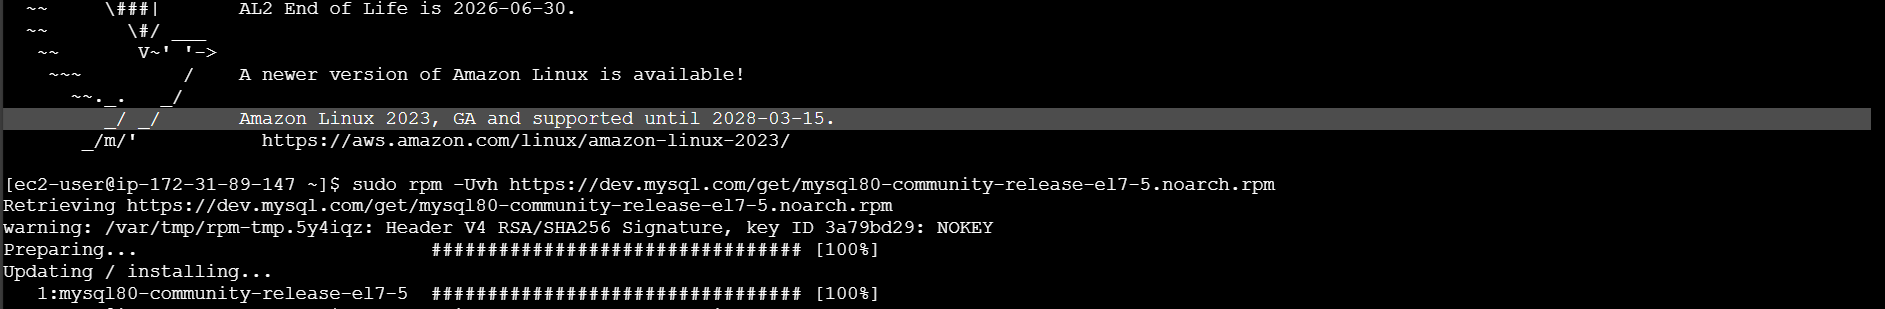 ~~     \###|       AL2 End of Life is 2026-06-30.
~~       \#/ ___
~~       V~' '->
~~~         /    A newer version of Amazon Linux is available!
~~._.   _/
_/ _/       Amazon Linux 2023, GA and supported until 2028-03-15.
_/m/'           https://aws.amazon.com/linux/amazon-linux-2023/
[ec2-user@ip-172-31-89-147 ~]$ sudo rpm -Uvh https://dev.mysql.com/get/mysql80-community-release-el7-5.noarch.rpm
Retrieving https://dev.mysql.com/get/mysql80-community-release-el7-5.noarch.rpm
warning: /var/tmp/rpm-tmp.5y4iqz: Header V4 RSA/SHA256 Signature, key ID 3a79bd29: NOKEY
Preparing...                          ################################# [100%]
Updating / installing...
   1:mysql80-community-release-el7-5  ################################# [100%]